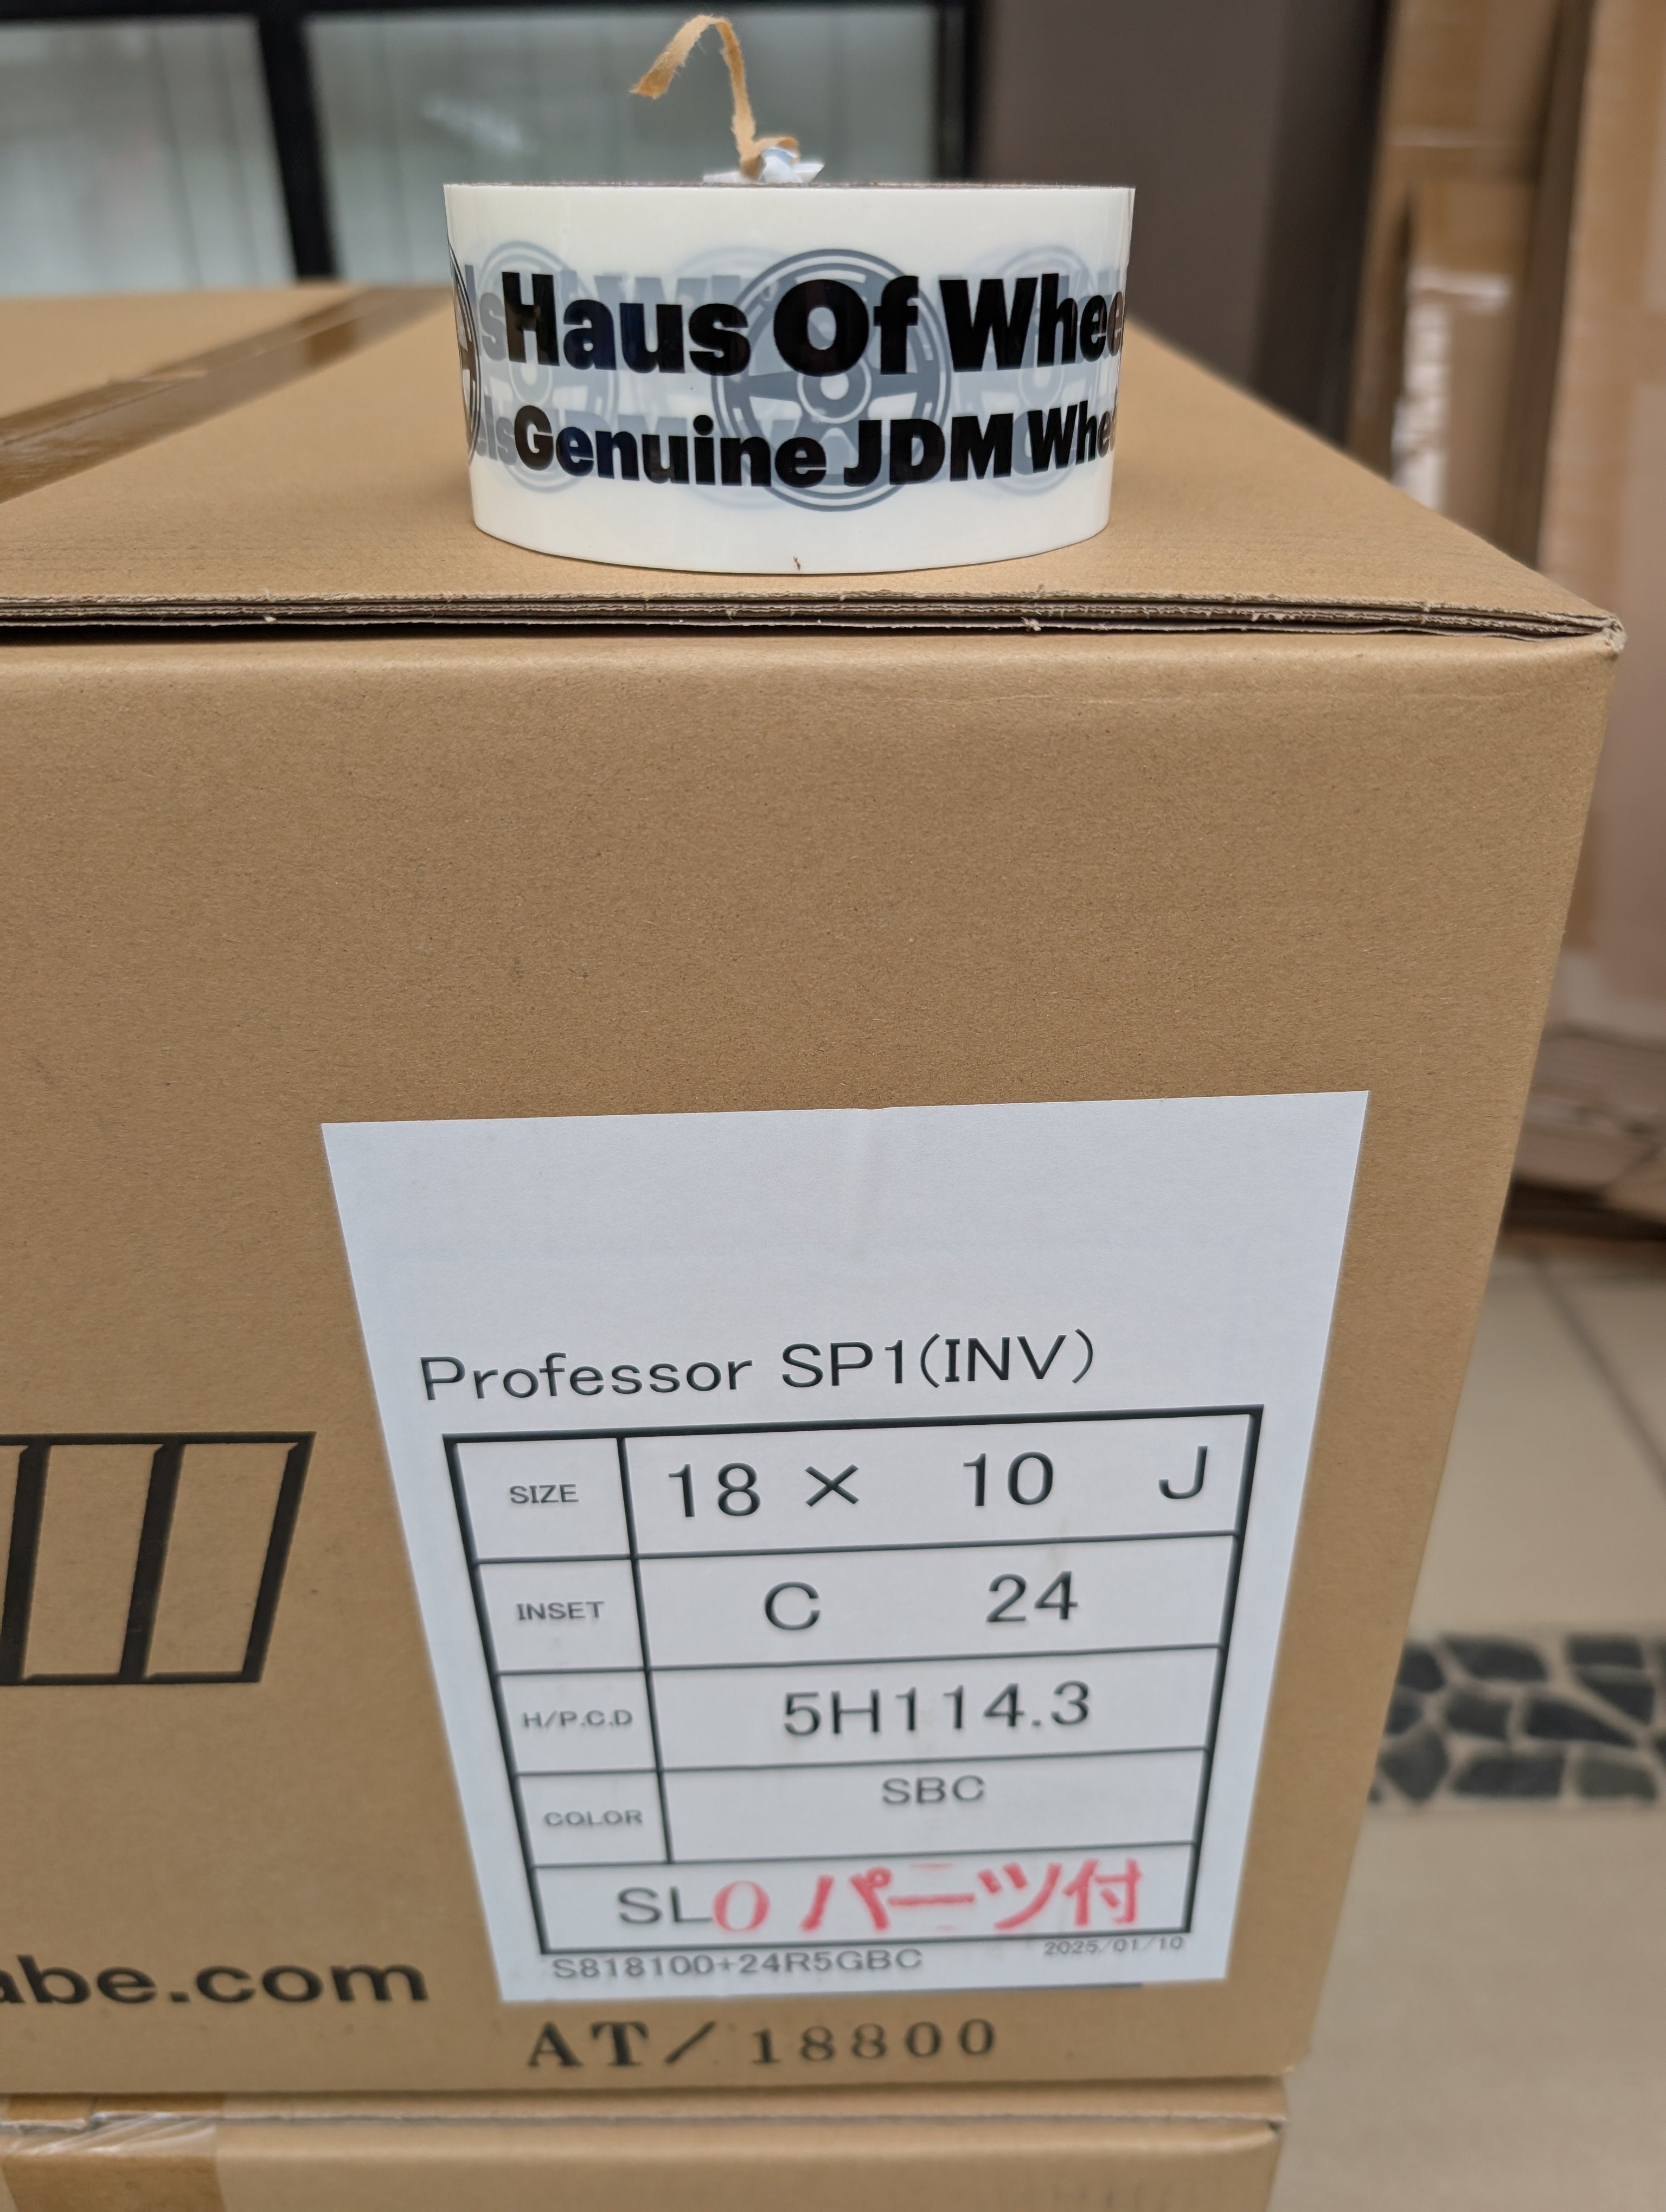 Haus Of Whee
Genuine JDM Whe
Professor SP1(INV)
SIZE 18 × 10 J
INSET C 24
H/P.C.D 5H114.3
COLOR SBC
SL0 パーツ付
S818100+24R5GBC 2025/01/10
abe.com
AT/18800